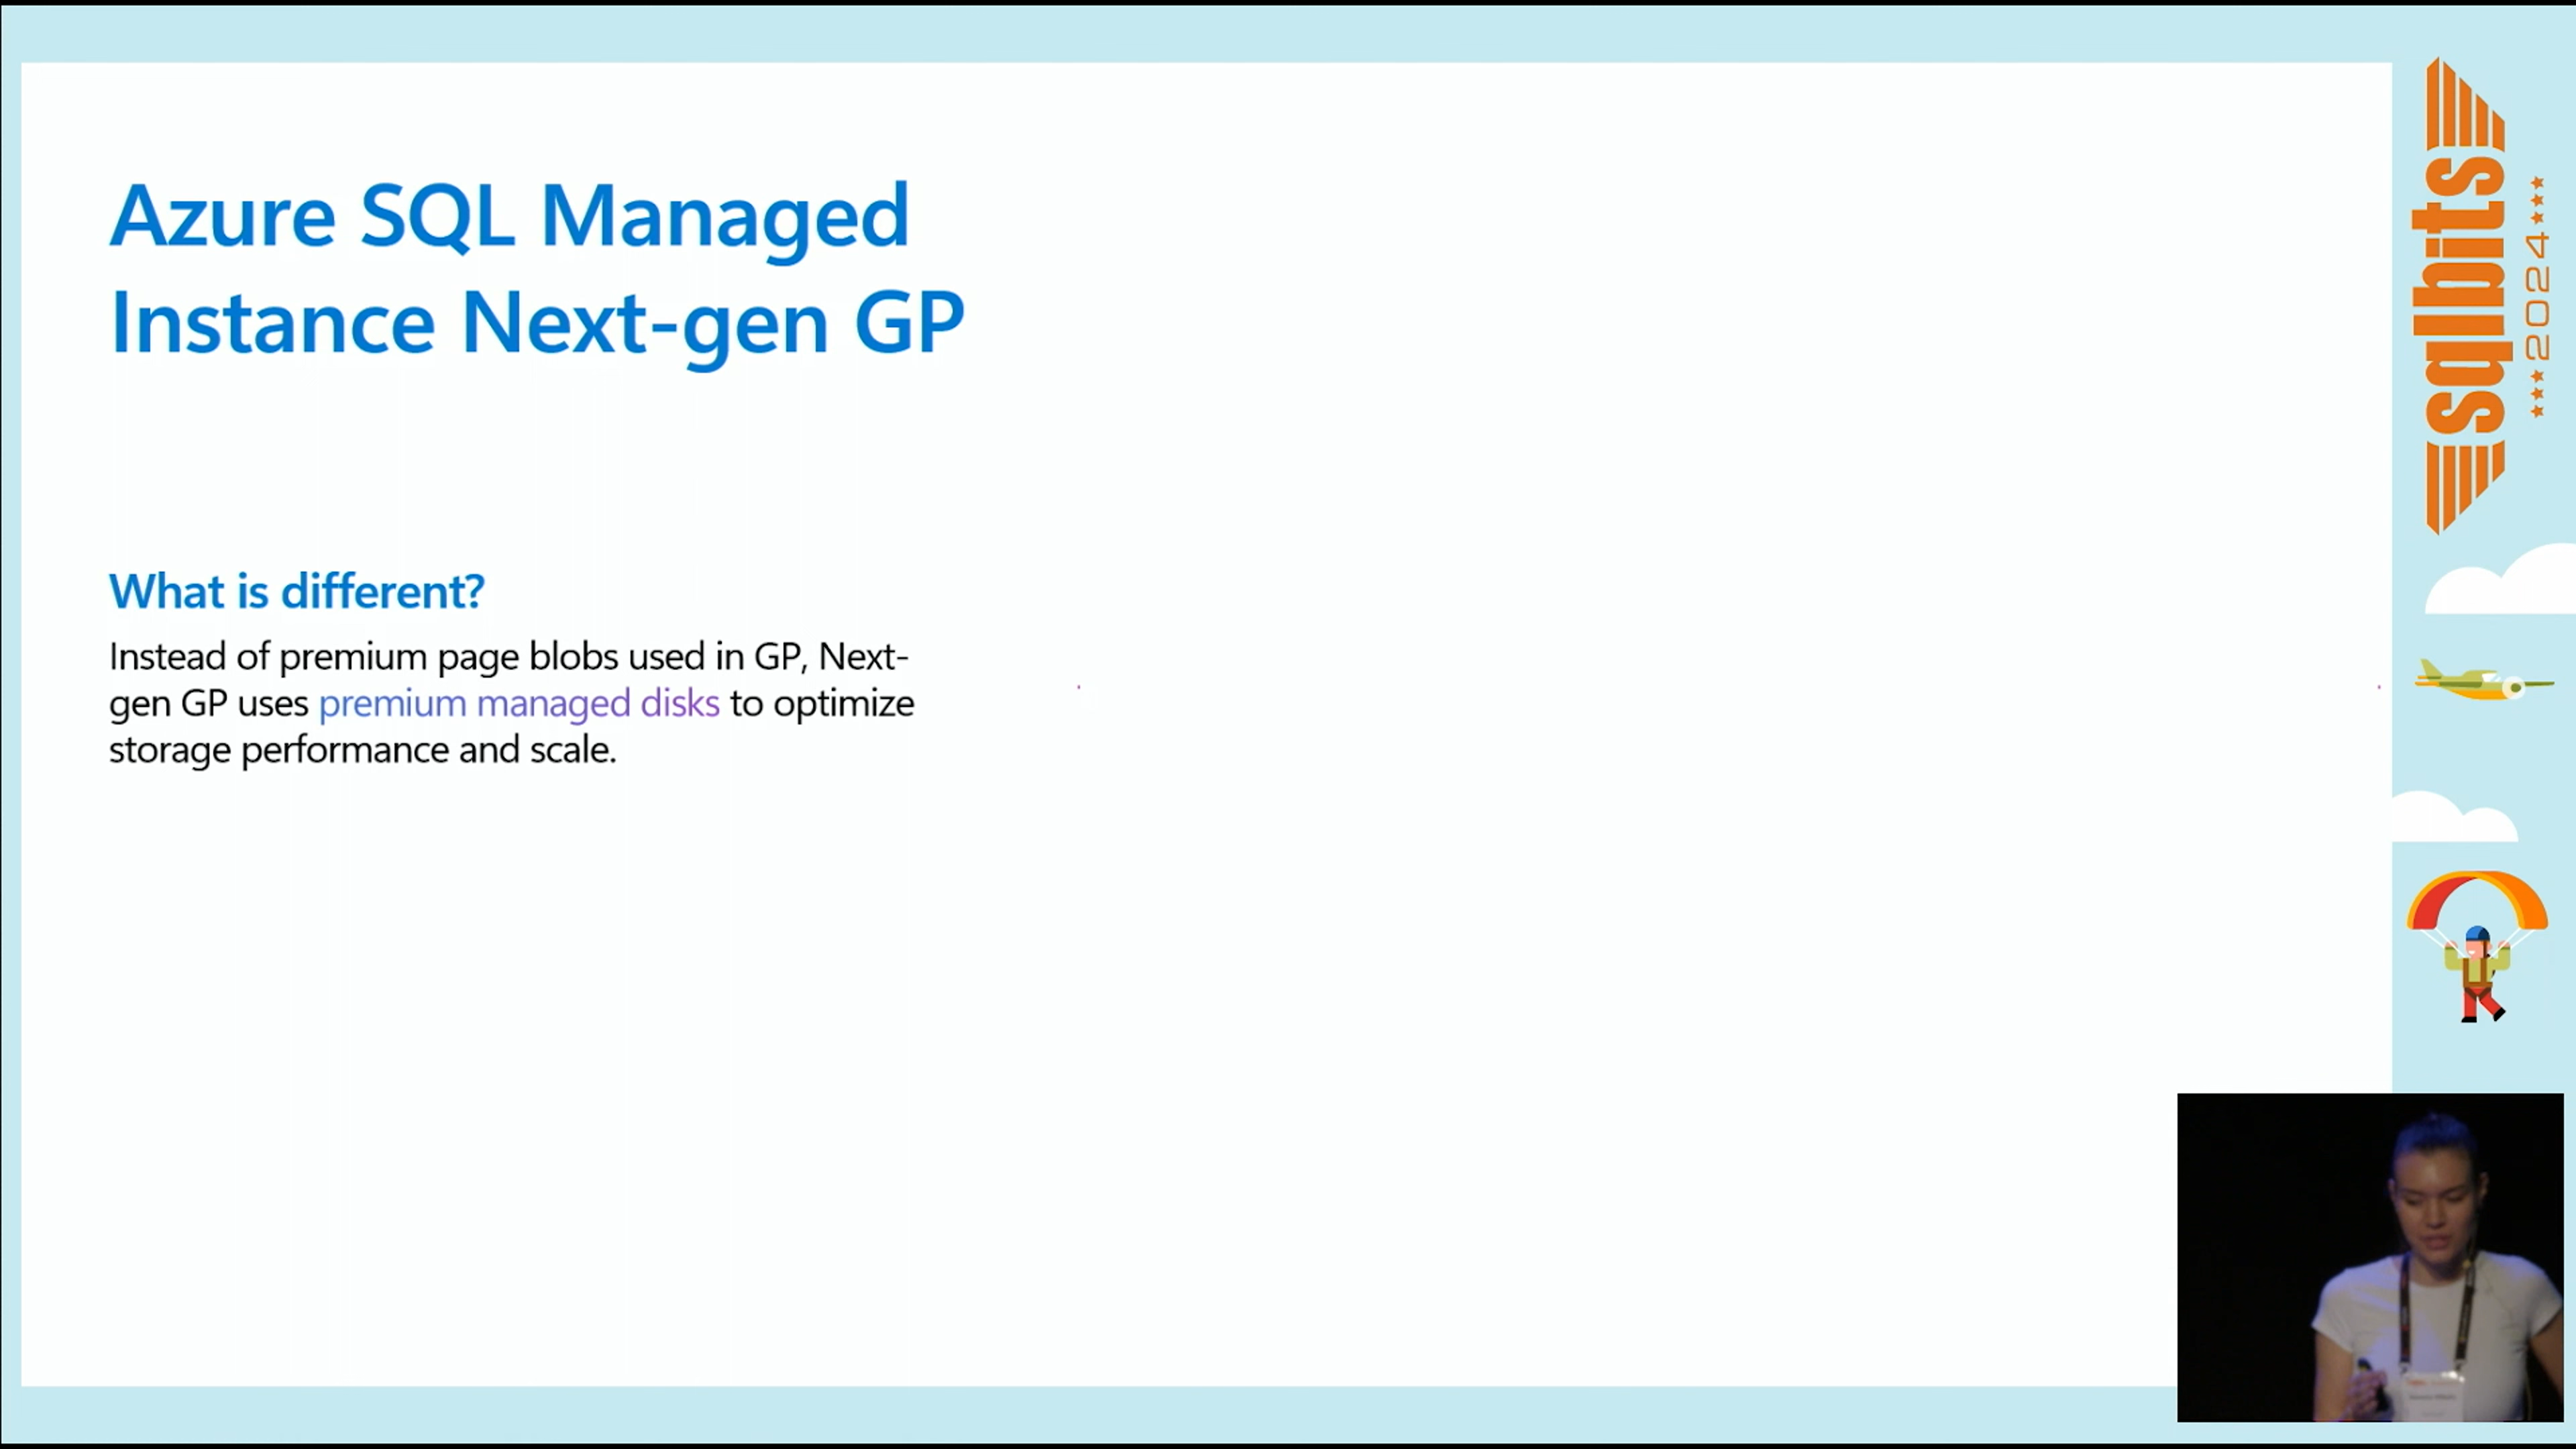 Azure SQL Managed
Instance Next-gen GP
What is different?
Instead of premium page blobs used in GP, Next-
gen GP uses premium managed disks to optimize
storage performance and scale.
sqlbits
2024